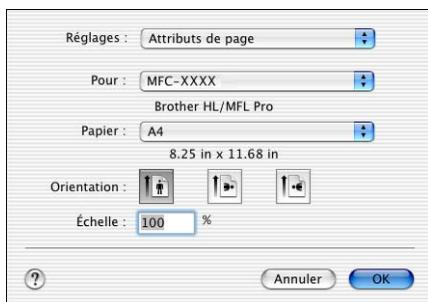 Réglages : Attributs de page
Pour : MFC-XXXX
Brother HL/MFL Pro
Papier : A4
8.25 in x 11.68 in
Orientation :
Échelle : 100 %
? Annuler OK